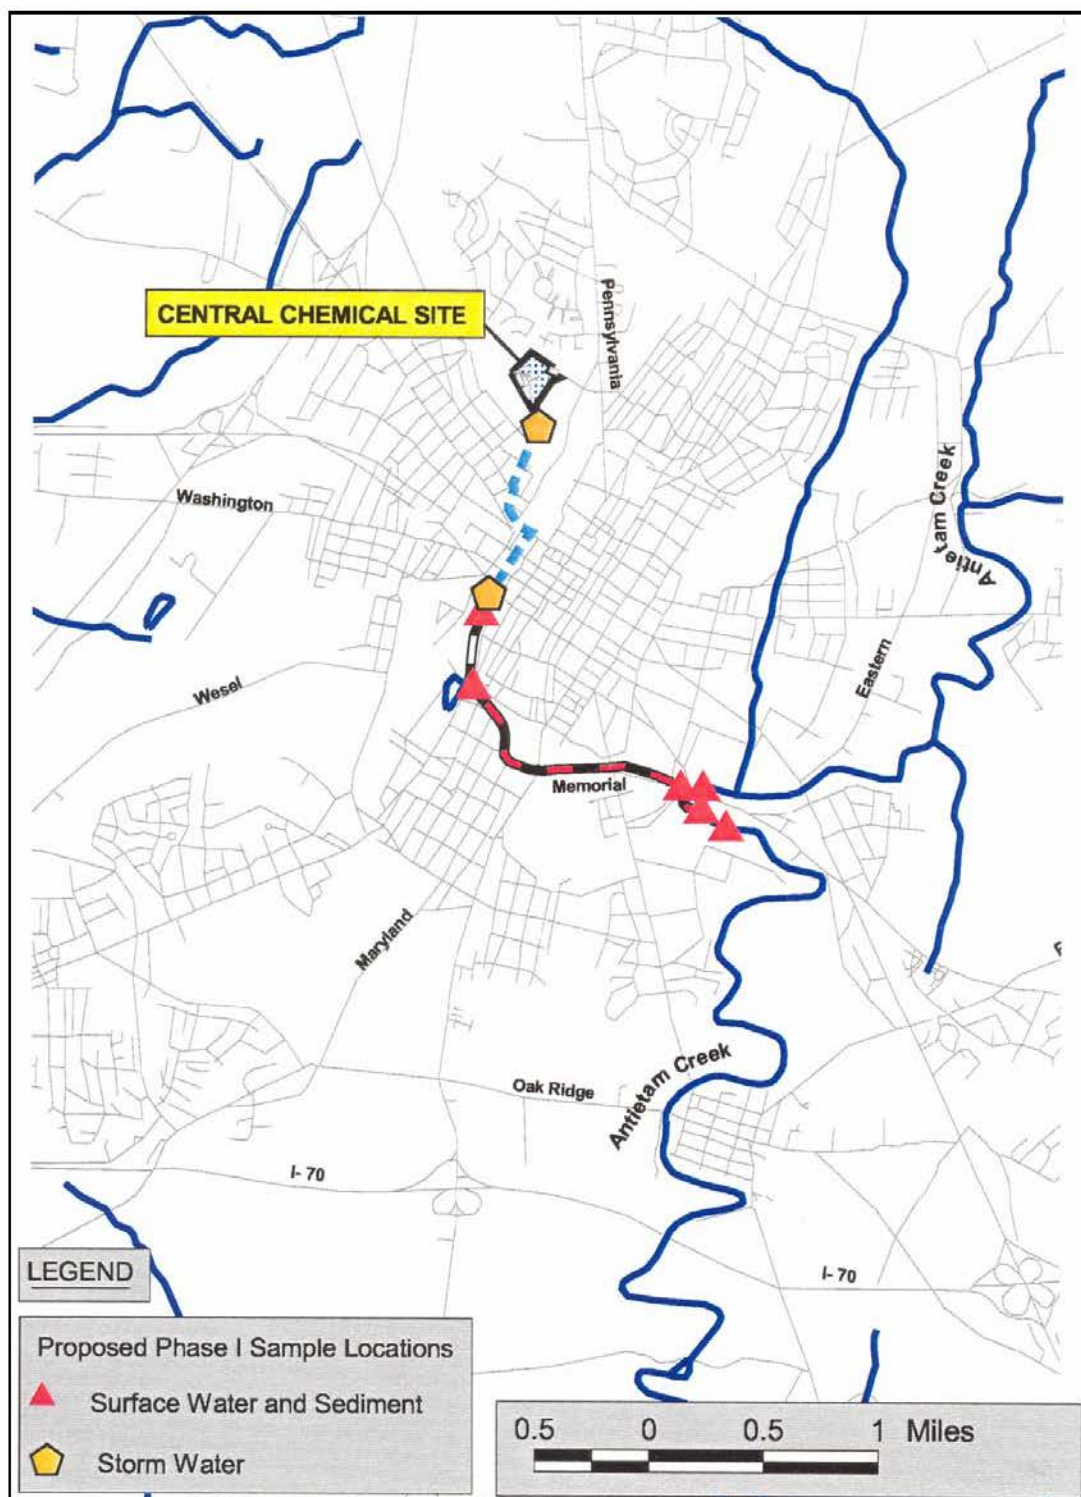 CENTRAL CHEMICAL SITE
Pennsylvania
Washington
Antietam Creek
Eastern
Wesel
Memorial
Maryland
Antietam Creek
Oak Ridge
I-70
I-70
LEGEND
Proposed Phase I Sample Locations
Surface Water and Sediment
Storm Water
0.5 0 0.5 1 Miles